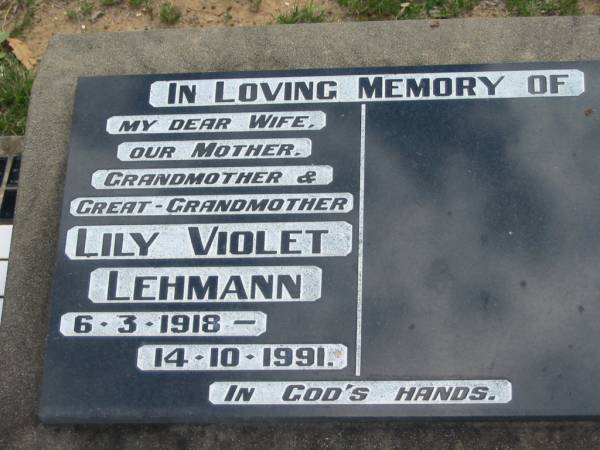 IN LOVING MEMORY OF
MY DEAR WIFE,
OUR MOTHER,
GRANDMOTHER &
GREAT-GRANDMOTHER
LILY VIOLET
LEHMANN
6·3·1918 —
14·10·1991.
IN GOD'S HANDS.